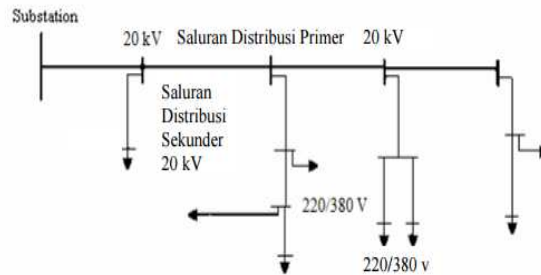 Substation
20 kV Saluran Distribusi Primer 20 kV
Saluran
Distribusi
Sekunder
20 kV
220/380 V
220/380 v